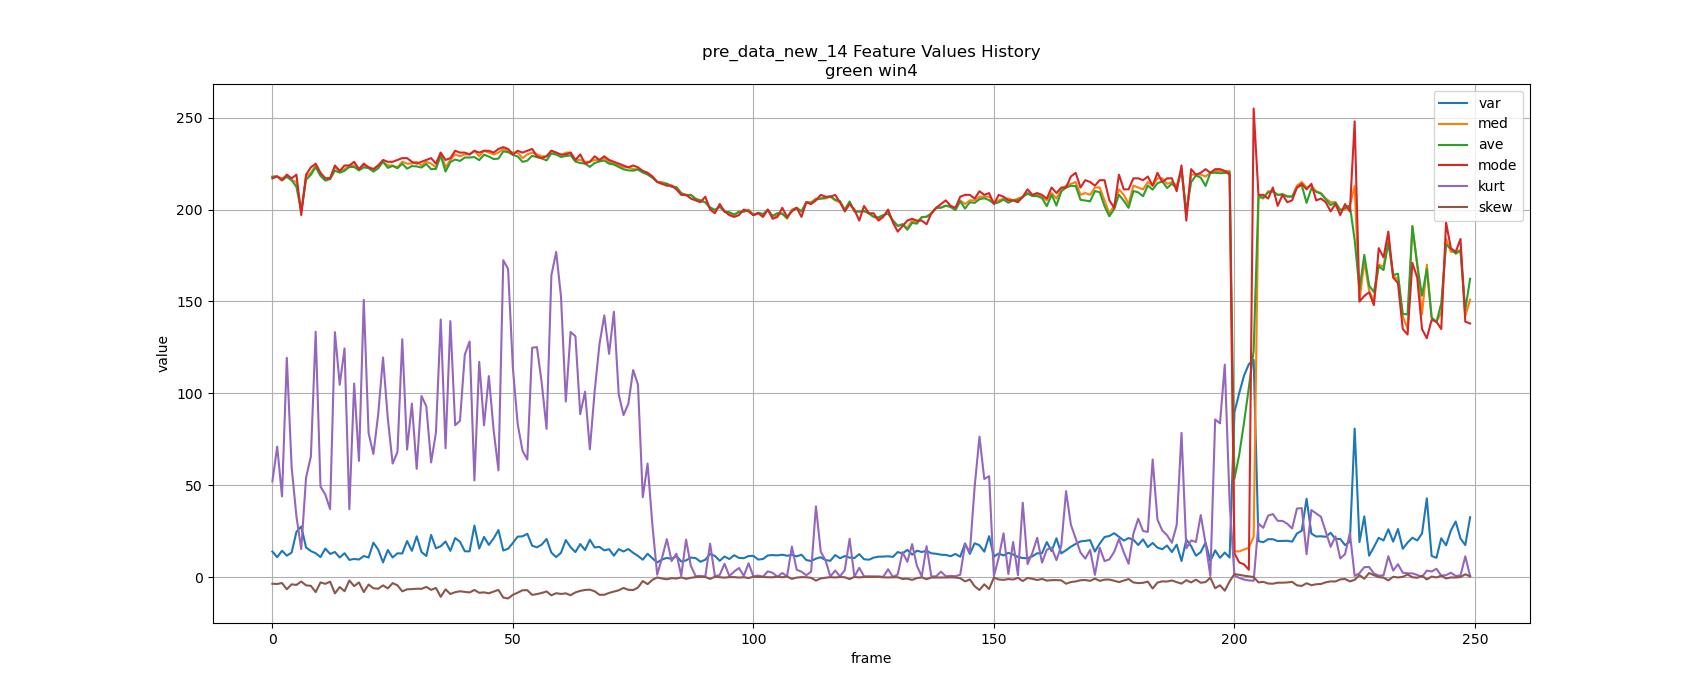 pre_data_new_14 Feature Values History
green win4
value
250
200
150
100
50
0
0 50 100 150 200 250
frame
var
med
ave
mode
kurt
skew